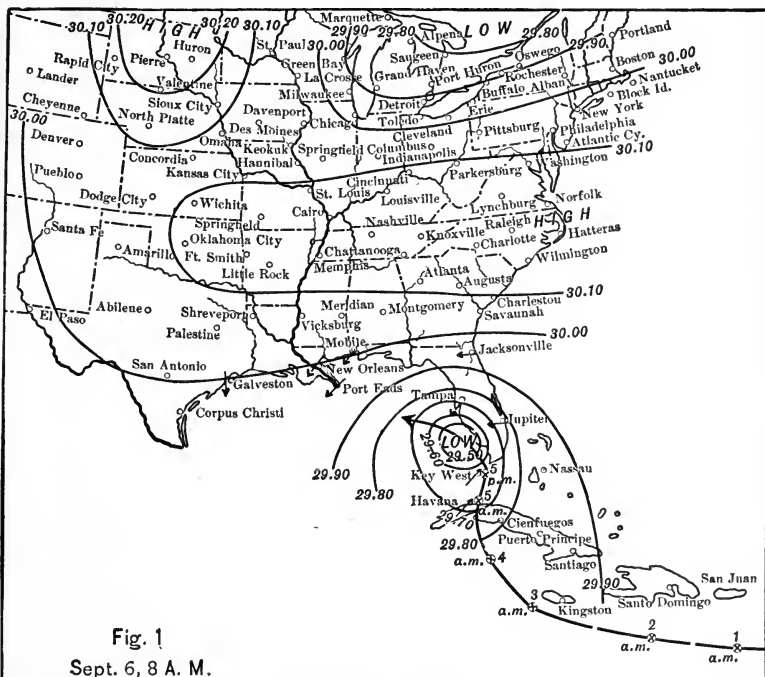 Marquette
30.10 30.20 HIGH 30.20 30.10
29.90 29.80 Alpena LOW 29.80
Portland
Huron
St. Paul 30.00
Saugeen
Oswego 29.90
Rapid City Pierre
Green Bay
Port Huron
Boston
Lander
Valentine
La Crosse
Grand Haven
Rochester
30.00
Nantucket
Milwaukee
Buffalo Alban
Block Id.
Cheyenne
Sioux City
Davenport
Detroit
Erie
New York
North Platte
Chicago
Toledo
30.00
Omaha
Des Moines
Cleveland
Pittsburg
Philadelphia
Denver
Keokuk Springfield Columbus
Atlantic Cy.
Concordia
Hannibal
Indianapolis
30.10
Kansas City
Cincinnati
Parkersburg
Washington
Pueblo
St. Louis
Dodge City
Wichita
Louisville
Lynchburg
Norfolk
Springfield
Cairo
Nashville
Raleigh HIGH
Santa Fe
Oklahoma City
Knoxville
Hatteras
Amarillo
Ft. Smith
Chattanooga
Charlotte
Little Rock
Memphis
Wilmington
Atlanta
Augusta
30.10
El Paso
Abilene
Shreveport
Meridian
Montgomery
Charlestou
Savaunah
Palestine
Vicksburg
30.00
Mobile
Jacksonville
San Antonio
New Orleans
Galveston
Port Eads
Tampa
Corpus Christi
Jupiter
LOW
29.60 29.50
29.90
5
p.m.
Nassau
29.80
Key West
5
Havana
a.m.
29.70
Cienfuegos
29.80
Puerto Principe
4
Santiago
a.m.
29.90
San Juan
3
Santo Domingo
a.m.
Kingston
2
1
a.m.
a.m.
Fig. 1
Sept. 6, 8 A. M.